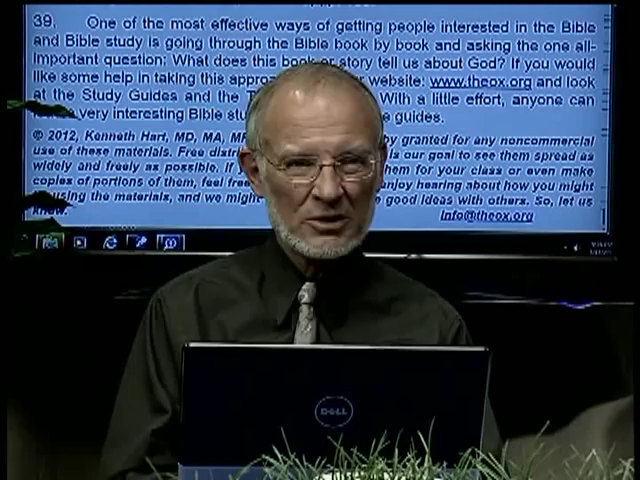 39. One of the most effective ways of getting people interested in the Bible
and Bible study is going through the Bible book by book and asking the one all-
important question: What does this book or story tell us about God? If you would
like some help in taking this approa r website: www.theox.org and look
at the Study Guides and the T With a little effort, anyone can
very interesting Bible stu e guides.
© 2012, Kenneth Hart, MD, MA, M y granted for any noncommercial
use of these materials. Free distri is our goal to see them spread as
widely and freely as possible. If em for your class or even make
copies of portions of them, feel free njoy hearing about how you might
ing the materials, and we might good ideas with others. So, let us
know. info@theox.org
DELL